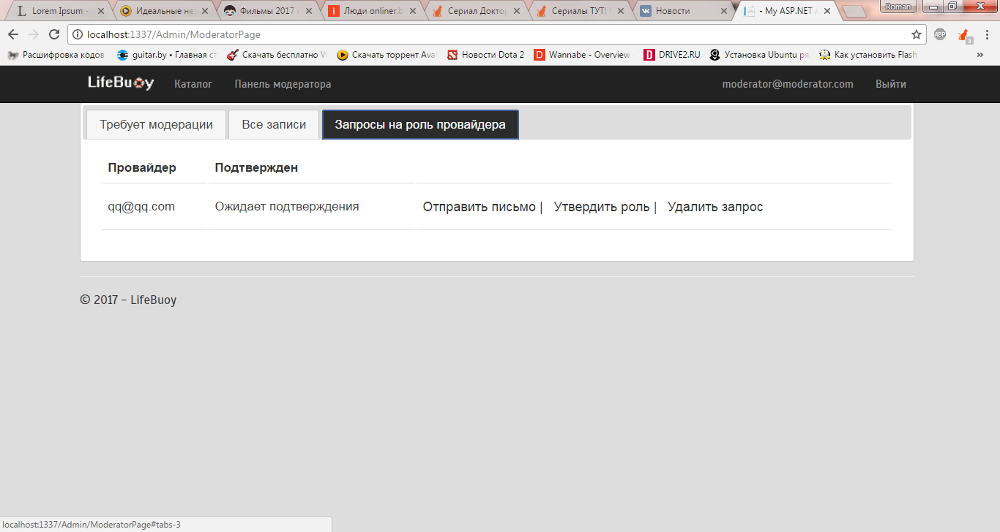 Lorem Ipsum - Идеальные не Фильмы 2017 Люди onliner.b Сериал Доктор Сериалы ТУТ! Новости - My ASP.NET A Roman
localhost:1337/Admin/ModeratorPage ABP 3
Расшифровка кодов guitar.by • Главная ст Скачать бесплатно W Скачать торрент Ava Новости Dota 2 Wannabe - Overview DRIVE2.RU Установка Ubuntu ря Как установить Flash »
LifeBuoy Каталог Панель модератора moderator@moderator.com Выйти
Требует модерации Все записи Запросы на роль провайдера
Провайдер Подтвержден
qq@qq.com Ожидает подтверждения Отправить письмо | Утвердить роль | Удалить запрос
© 2017 - LifeBuoy
localhost:1337/Admin/ModeratorPage#tabs-3